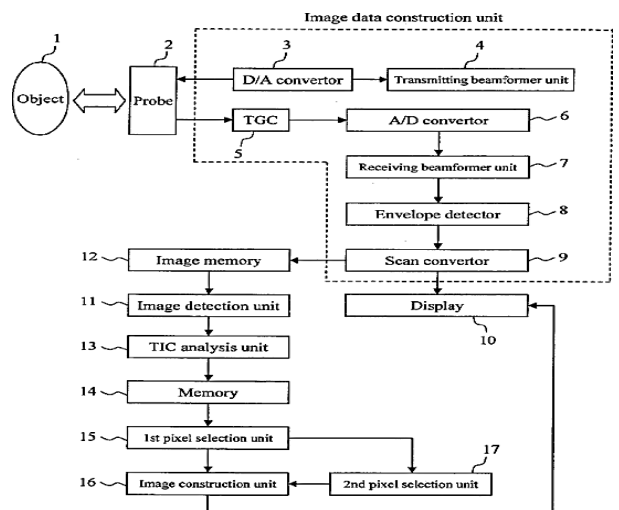 Image data construction unit
1
2
3
4
Object
Probe
D/A convertor
Transmitting beamformer unit
TGC
5
A/D convertor
6
Receiving beamformer unit
7
Envelope detector
8
12
Image memory
Scan convertor
9
11
Image detection unit
Display
10
13
TIC analysis unit
14
Memory
15
1st pixel selection unit
17
16
Image construction unit
2nd pixel selection unit